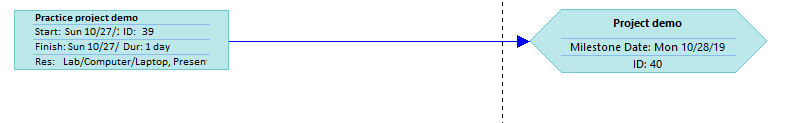 Practice project demo
Start: Sun 10/27/1 ID: 39
Finish: Sun 10/27/ Dur: 1 day
Res: Lab/Computer/Laptop, Presen
Project demo
Milestone Date: Mon 10/28/19
ID: 40